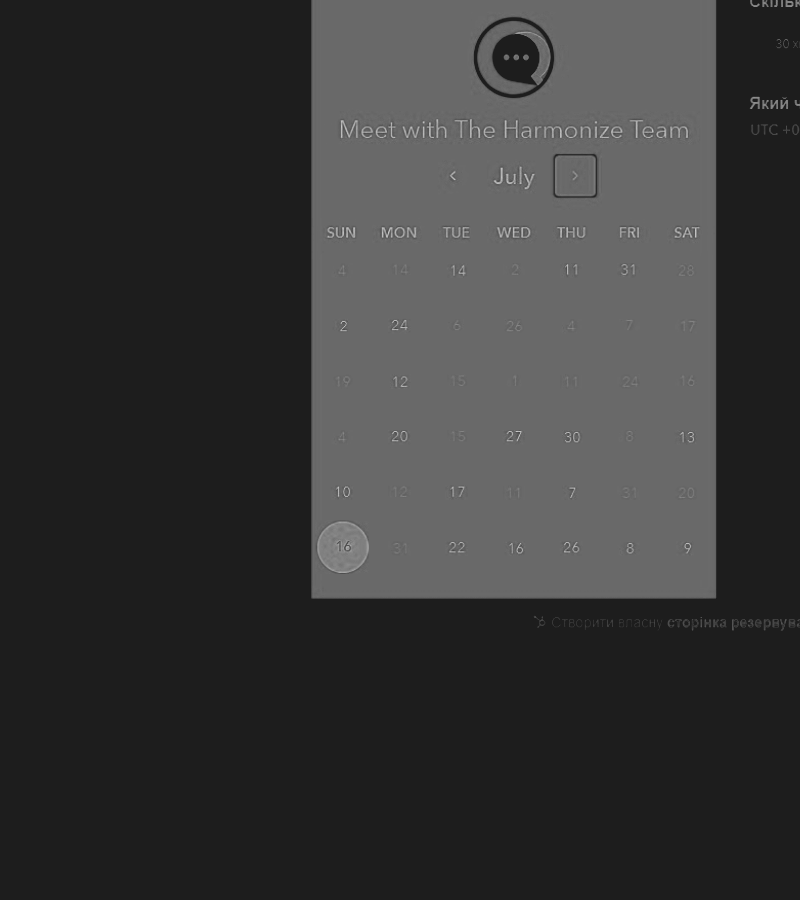 30
Meet with The Harmonize Team
Який
July
UTC +0
SUN MON TUE WED THU FRI SAT
4 14 14 2 11 31 28
2 24 6 26 4 7 17
19 12 15 1 11 24 16
4 20 15 27 30 8 13
10 12 17 11 7 31 20
16 31 22 16 26 8 9
Створити власну сторінка